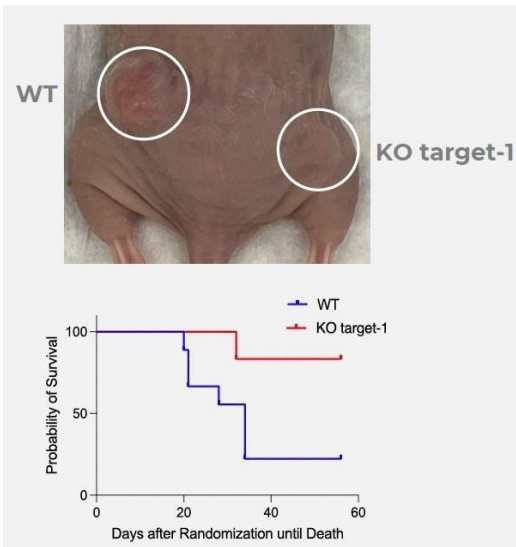 WT
KO target-1
WT
KO target-1
Probability of Survival
100
50
0
0 20 40 60
Days after Randomization until Death